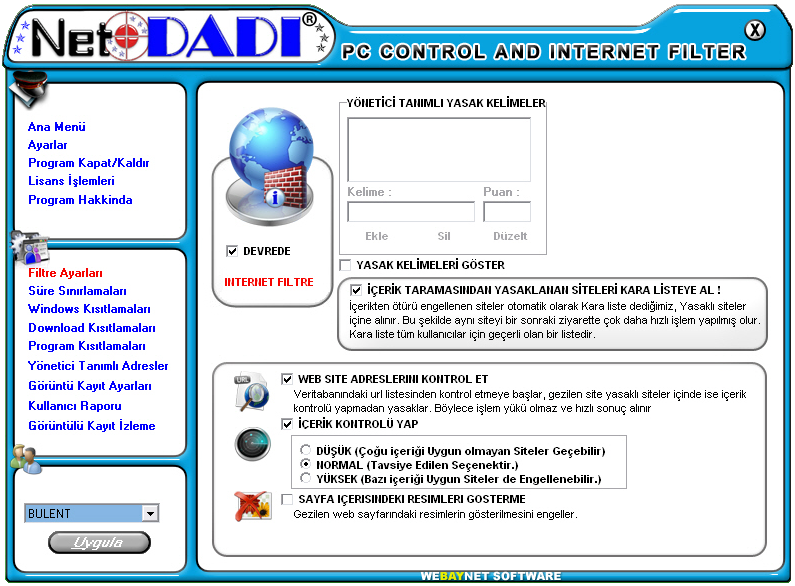 Net DADI®
PC CONTROL AND INTERNET FILTER
X
Ana Menü
Ayarlar
Program Kapat/Kaldır
Lisans İşlemleri
Program Hakkında
Filtre Ayarları
Süre Sınırlamaları
Windows Kısıtlamaları
Download Kısıtlamaları
Program Kısıtlamaları
Yönetici Tanımlı Adresler
Görüntü Kayıt Ayarları
Kullanıcı Raporu
Görüntülü Kayıt İzleme
BULENT
Uygula
DEVREDE
INTERNET FILTRE
YÖNETİCİ TANIMLI YASAK KELİMELER
Kelime :
Puan :
Ekle
Sil
Düzelt
YASAK KELİMELERİ GÖSTER
İÇERİK TARAMASINDAN YASAKLANAN SİTELERİ KARA LİSTEYE AL !
İçerikten ötürü engellenen siteler otomatik olarak Kara liste dediğimiz, Yasaklı siteler
içine alınır. Bu şekilde aynı siteyi bir sonraki ziyarette çok daha hızlı işlem yapılmış olur.
Kara liste tüm kullanıcılar için geçerli olan bir listedir.
URL
WEB SITE ADRESLERINI KONTROL ET
Veritabanındaki url listesinden kontrol etmeye başlar, gezilen site yasaklı siteler içinde ise icerik
kontrolü yapmadan yasaklar. Böylece işlem yükü olmaz ve hızlı sonuç alınır
İÇERİK KONTROLÜ YAP
DÜŞÜK (Çoğu içeriği Uygun olmayan Siteler Geçebilir)
NORMAL (Tavsiye Edilen Seçenektir.)
YÜKSEK (Bazı içeriği Uygun Siteler de Engellenebilir.)
SAYFA IÇERISINDEKI RESIMLERI GOSTERME
Gezilen web sayfarındaki resimlerin gösterilmesini engeller.
WEBAYNET SOFTWARE